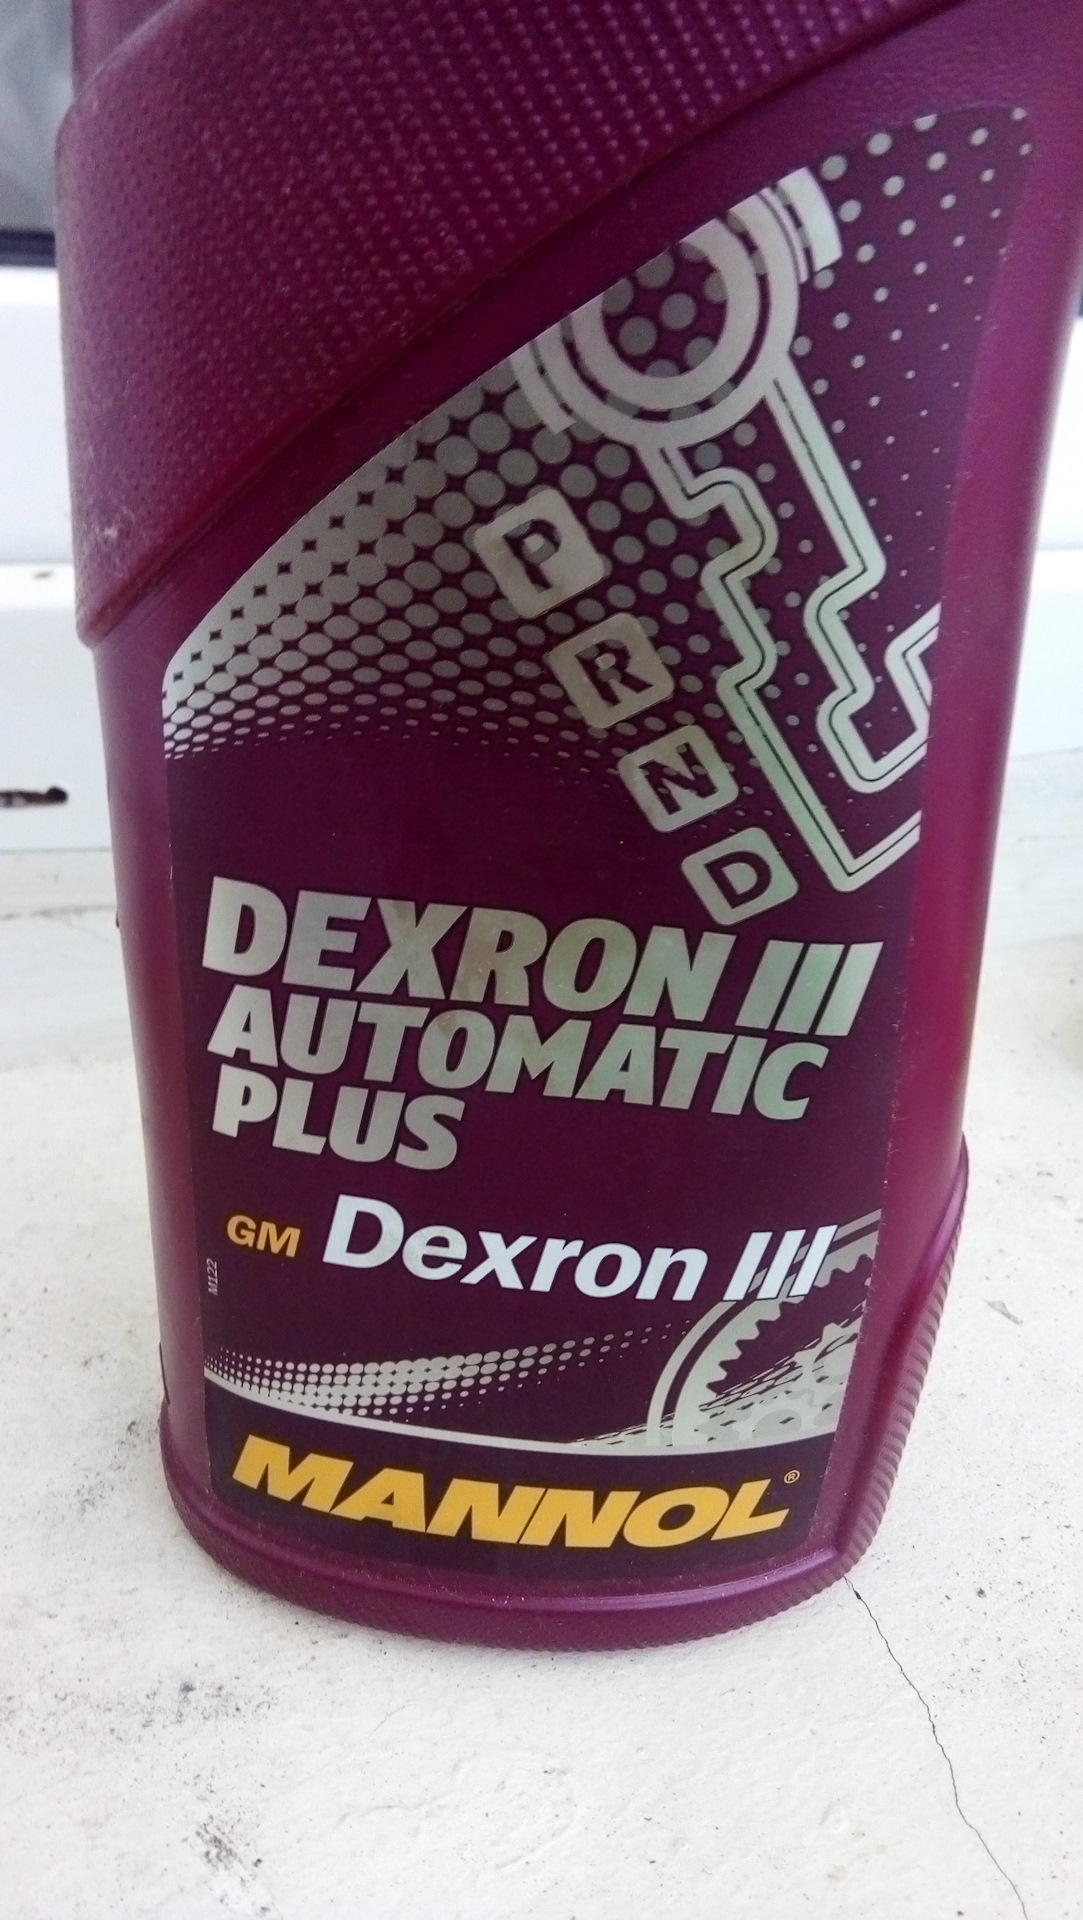 P
R
N
D
DEXRON III
AUTOMATIC
PLUS
GM Dexron III
M122
MANNOL®